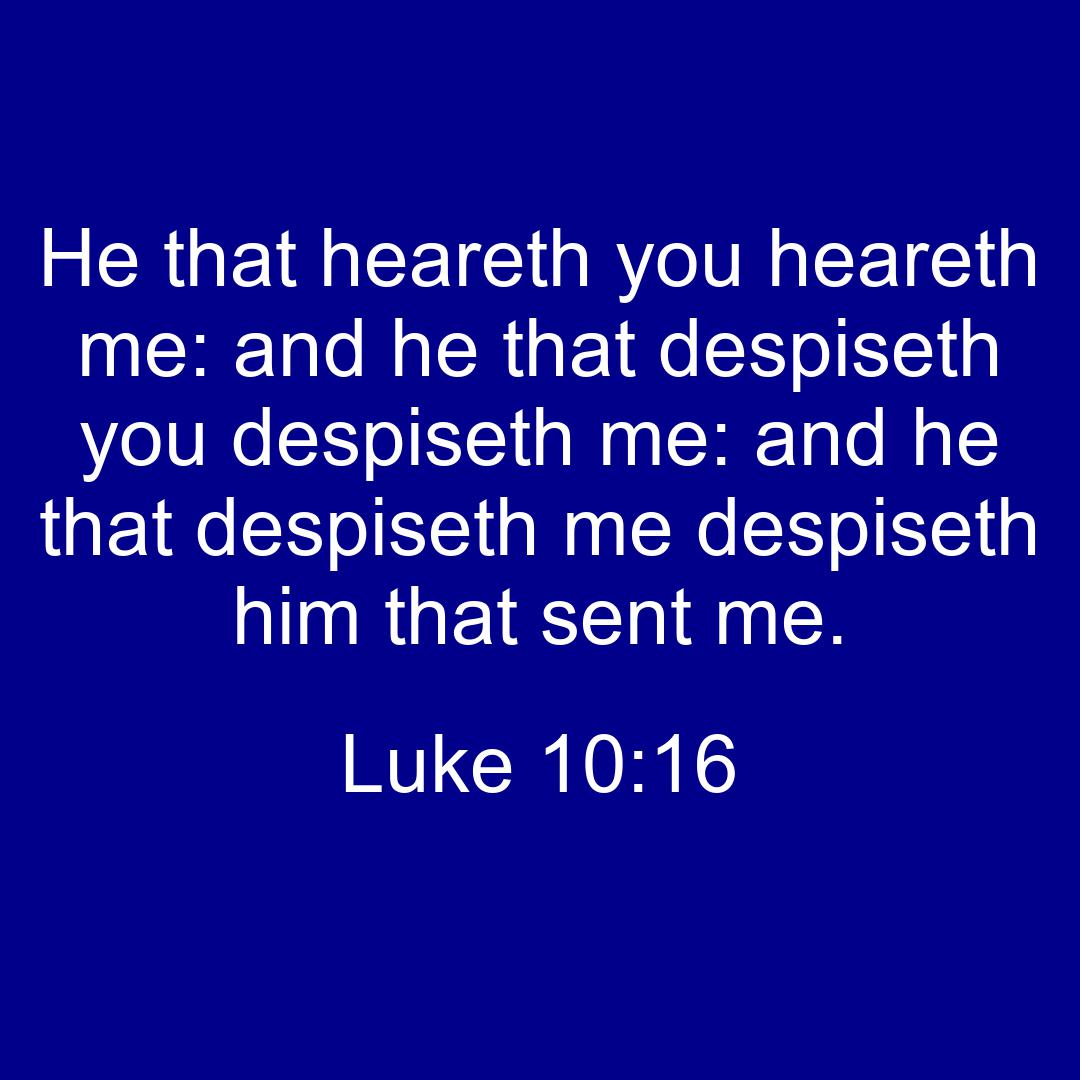 He that heareth you heareth
me: and he that despiseth
you despiseth me: and he
that despiseth me despiseth
him that sent me.
Luke 10:16